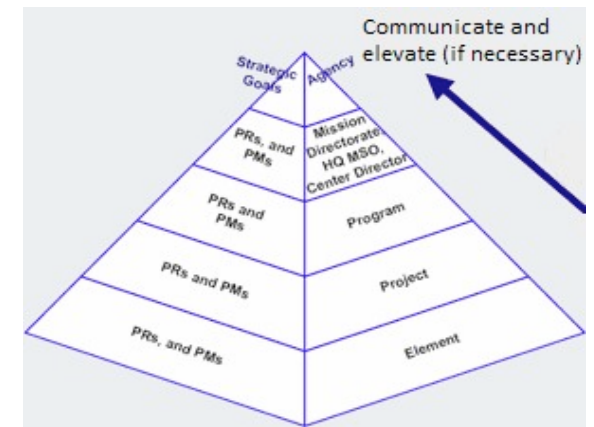 Communicate and
elevate (if necessary)
Strategic
Goals
Agency
PRs, and
PMs
Mission
Directorate,
HQ MSO,
Center Director
PRs and
PMs
Program
PRs and PMs
Project
PRs, and PMs
Element